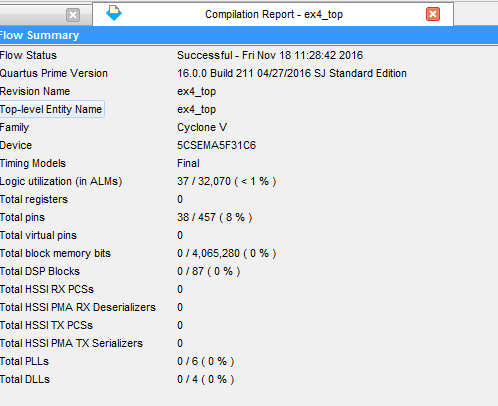 Compilation Report - ex4_top
Flow Summary
Flow Status Successful - Fri Nov 18 11:28:42 2016
Quartus Prime Version 16.0.0 Build 211 04/27/2016 SJ Standard Edition
Revision Name ex4_top
Top-level Entity Name ex4_top
Family Cyclone V
Device 5CSEMA5F31C6
Timing Models Final
Logic utilization (in ALMs) 37 / 32,070 ( < 1 % )
Total registers 0
Total pins 38 / 457 ( 8 % )
Total virtual pins 0
Total block memory bits 0 / 4,065,280 ( 0 % )
Total DSP Blocks 0 / 87 ( 0 % )
Total HSSI RX PCSs 0
Total HSSI PMA RX Deserializers 0
Total HSSI TX PCSs 0
Total HSSI PMA TX Serializers 0
Total PLLs 0 / 6 ( 0 % )
Total DLLs 0 / 4 ( 0 % )